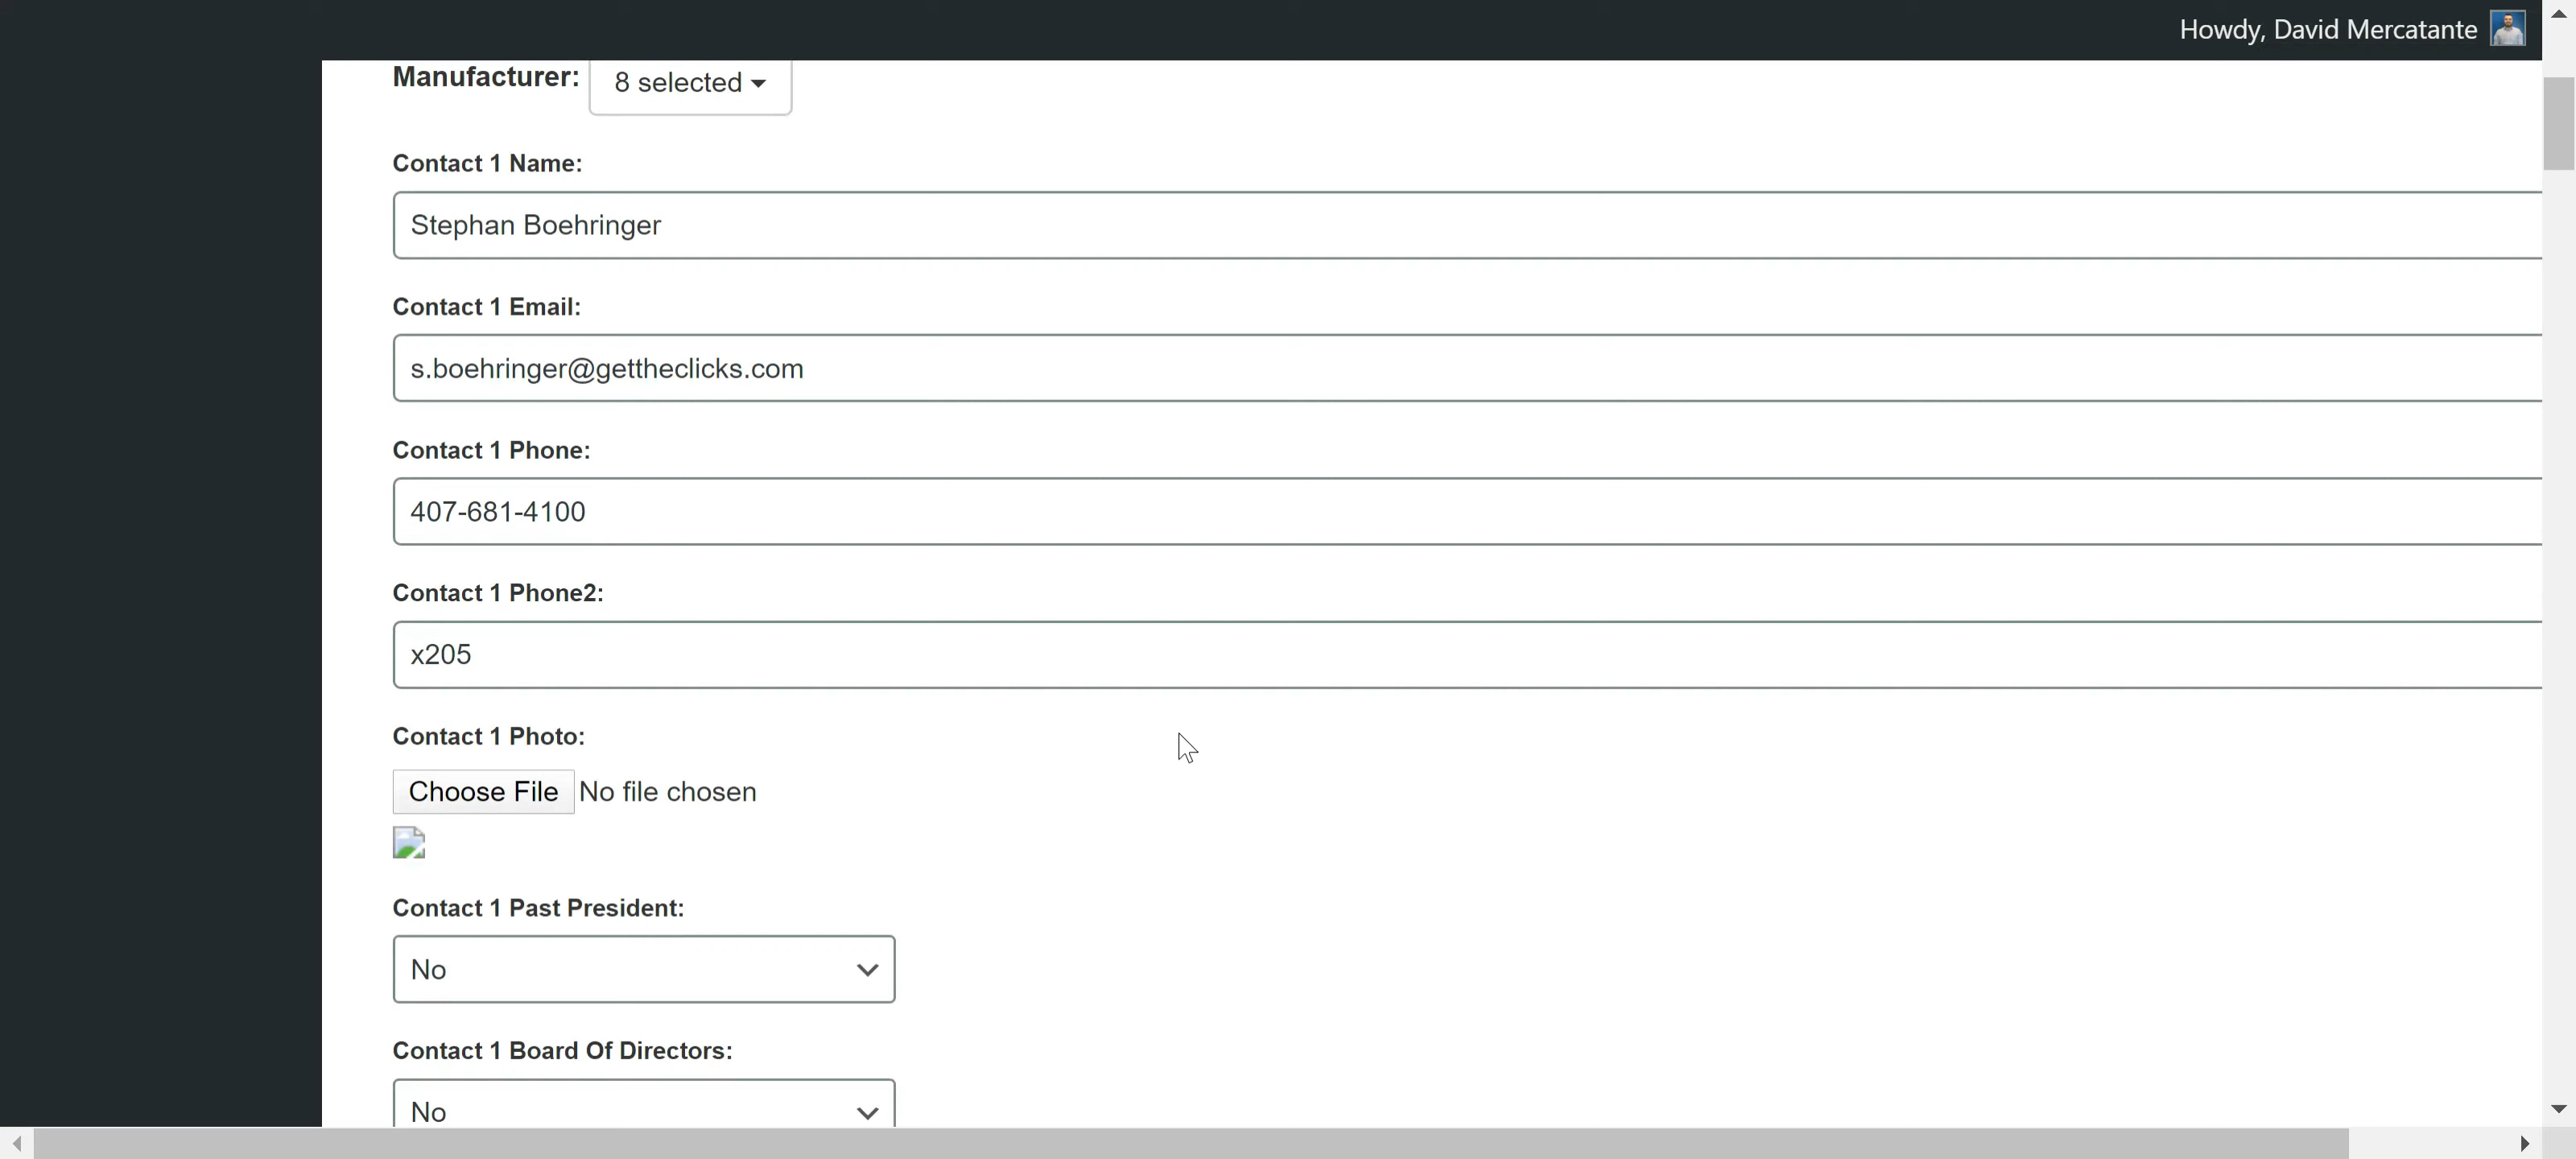 Howdy, David Mercatante
Manufacturer: 8 selected
Contact 1 Name:
Stephan Boehringer
Contact 1 Email:
s.boehringer@gettheclicks.com
Contact 1 Phone:
407-681-4100
Contact 1 Phone2:
x205
Contact 1 Photo:
Choose File No file chosen
Contact 1 Past President:
No
Contact 1 Board Of Directors:
No